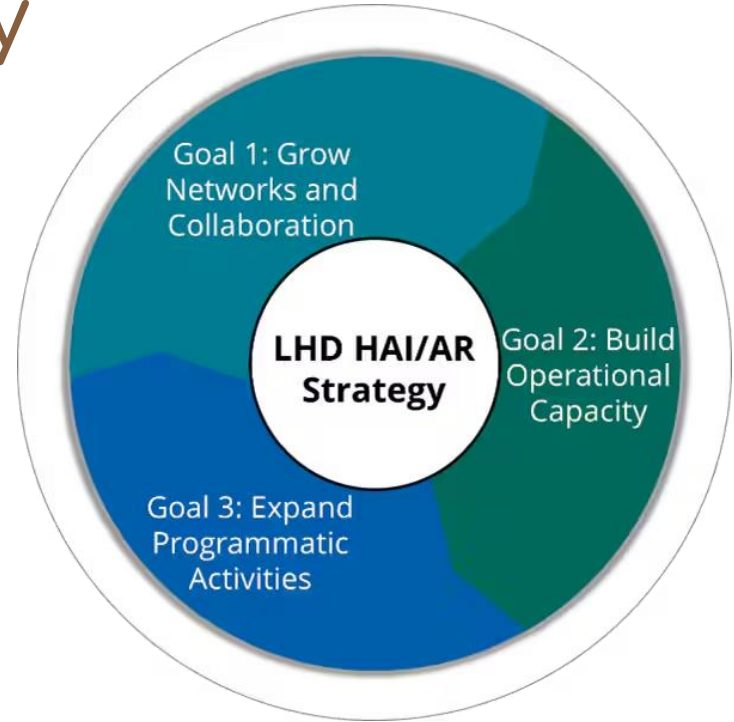 y
Goal 1: Grow
Networks and
Collaboration
LHD HAI/AR
Strategy
Goal 2: Build
Operational
Capacity
Goal 3: Expand
Programmatic
Activities